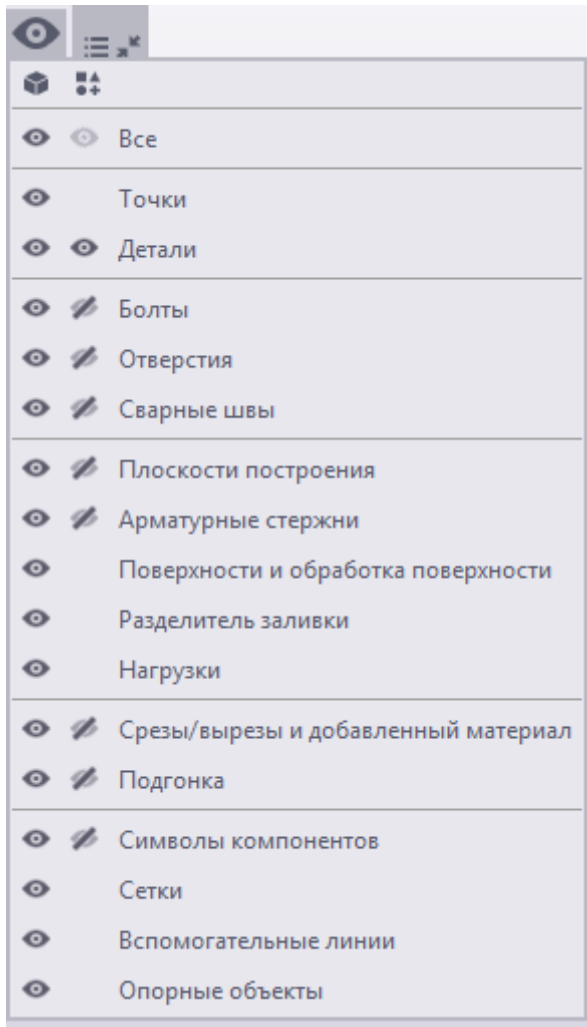 Все
Точки
Детали
Болты
Отверстия
Сварные швы
Плоскости построения
Арматурные стержни
Поверхности и обработка поверхности
Разделитель заливки
Нагрузки
Срезы/вырезы и добавленный материал
Подгонка
Символы компонентов
Сетки
Вспомогательные линии
Опорные объекты